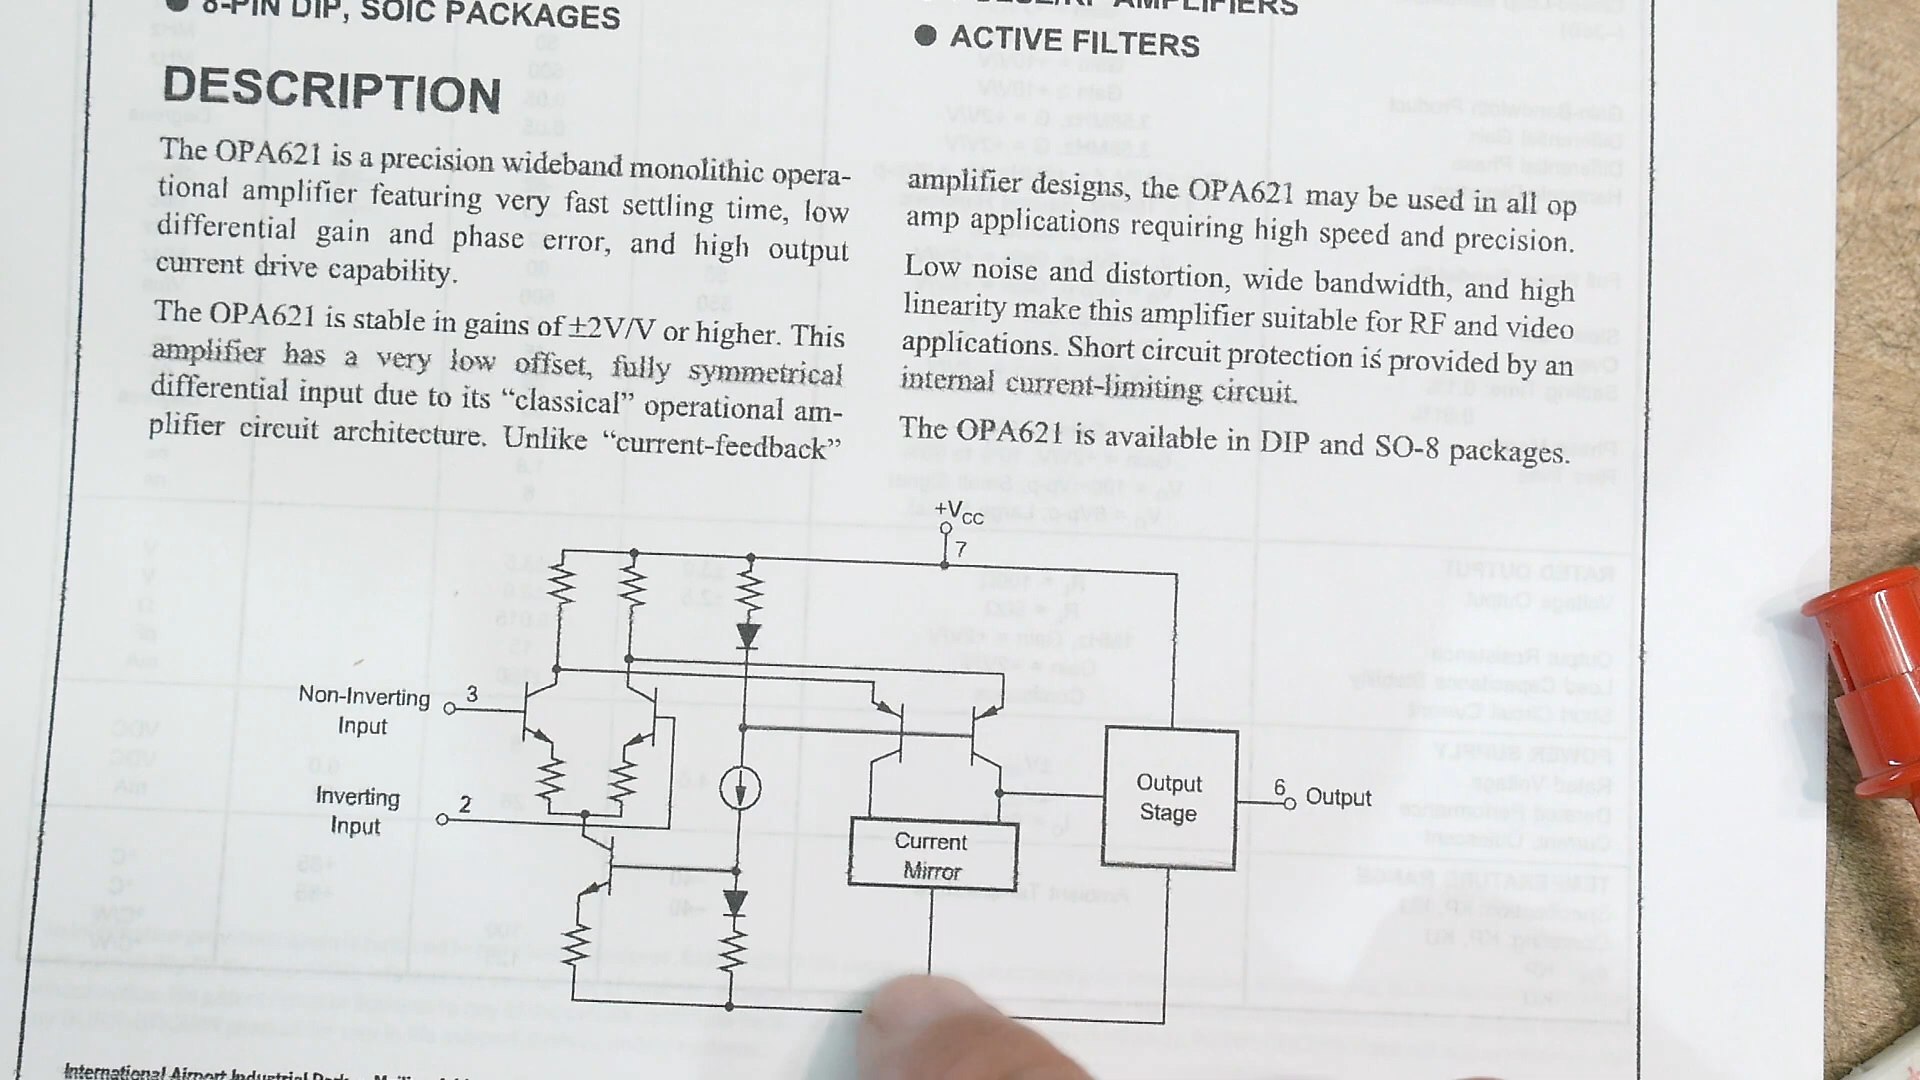 8-PIN DIP, SOIC PACKAGES
AMPLIFIERS
ACTIVE FILTERS
DESCRIPTION
The OPA621 is a precision wideband monolithic opera-
tional amplifier featuring very fast settling time, low
differential gain and phase error, and high output
current drive capability.
The OPA621 is stable in gains of ±2V/V or higher. This
amplifier has a very low offset, fully symmetrical
differential input due to its “classical” operational am-
plifier circuit architecture. Unlike “current-feedback”
amplifier designs, the OPA621 may be used in all op
amp applications requiring high speed and precision.
Low noise and distortion, wide bandwidth, and high
linearity make this amplifier suitable for RF and video
applications. Short circuit protection is provided by an
internal current-limiting circuit.
The OPA621 is available in DIP and SO-8 packages.
+VCC
7
Non-Inverting
Input
3
Inverting
Input
2
Current
Mirror
Output
Stage
6
Output
International Airport Industrial